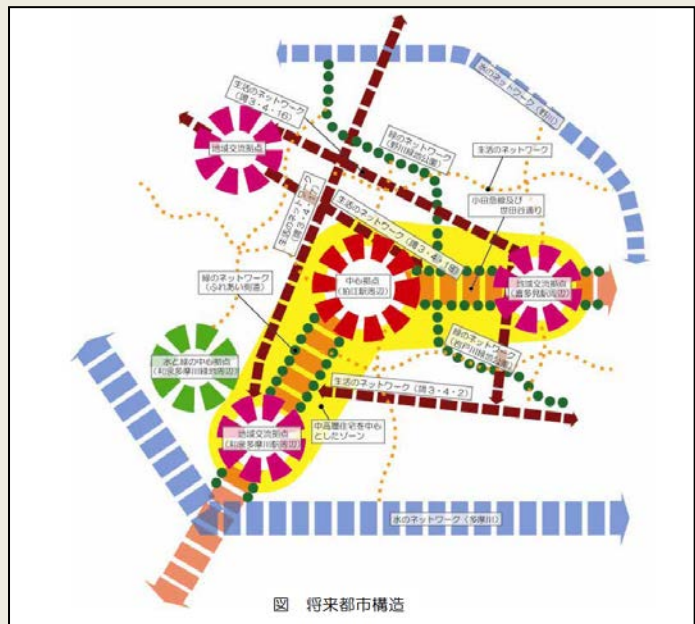 水のネットワーク（野川）
生活のネットワーク
（調3・4・16）
緑のネットワーク
（野川緑地公園）
生活のネットワーク
地域交流拠点
小田急線及び
世田谷通り
生活のネットワーク
生活のネットワーク
緑のネットワーク
（ふれあい街道）
中心拠点
（狛江駅周辺）
地域交流拠点
（喜多見駅周辺）
緑のネットワーク
（岩戸川緑地公園）
水と緑の中心拠点
（和泉多摩川緑地周辺）
生活のネットワーク（調3・4・2）
地域交流拠点
（和泉多摩川駅周辺）
中高層住宅を中心
としたゾーン
水のネットワーク（多摩川）
図 将来都市構造